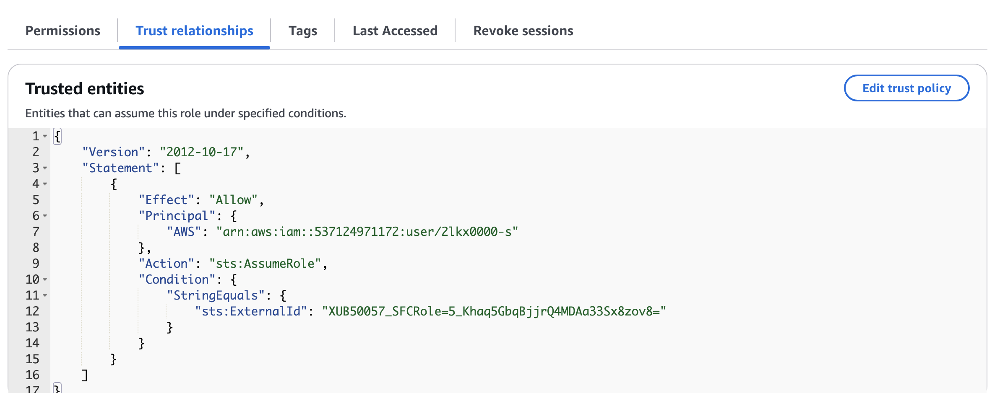 Permissions
Trust relationships
Tags
Last Accessed
Revoke sessions
Trusted entities
Edit trust policy
Entities that can assume this role under specified conditions.
1 {
2 "Version": "2012-10-17",
3 "Statement": [
4 {
5 "Effect": "Allow",
6 "Principal": {
7 "AWS": "arn:aws:iam::537124971172:user/2lkx0000-s"
8 },
9 "Action": "sts:AssumeRole",
10 "Condition": {
11 "StringEquals": {
12 "sts:ExternalId": "XUB50057_SFCRole=5_Khaq5GbqBjjrQ4MDAa33Sx8zov8="
13 }
14 }
15 }
16 ]
17 }